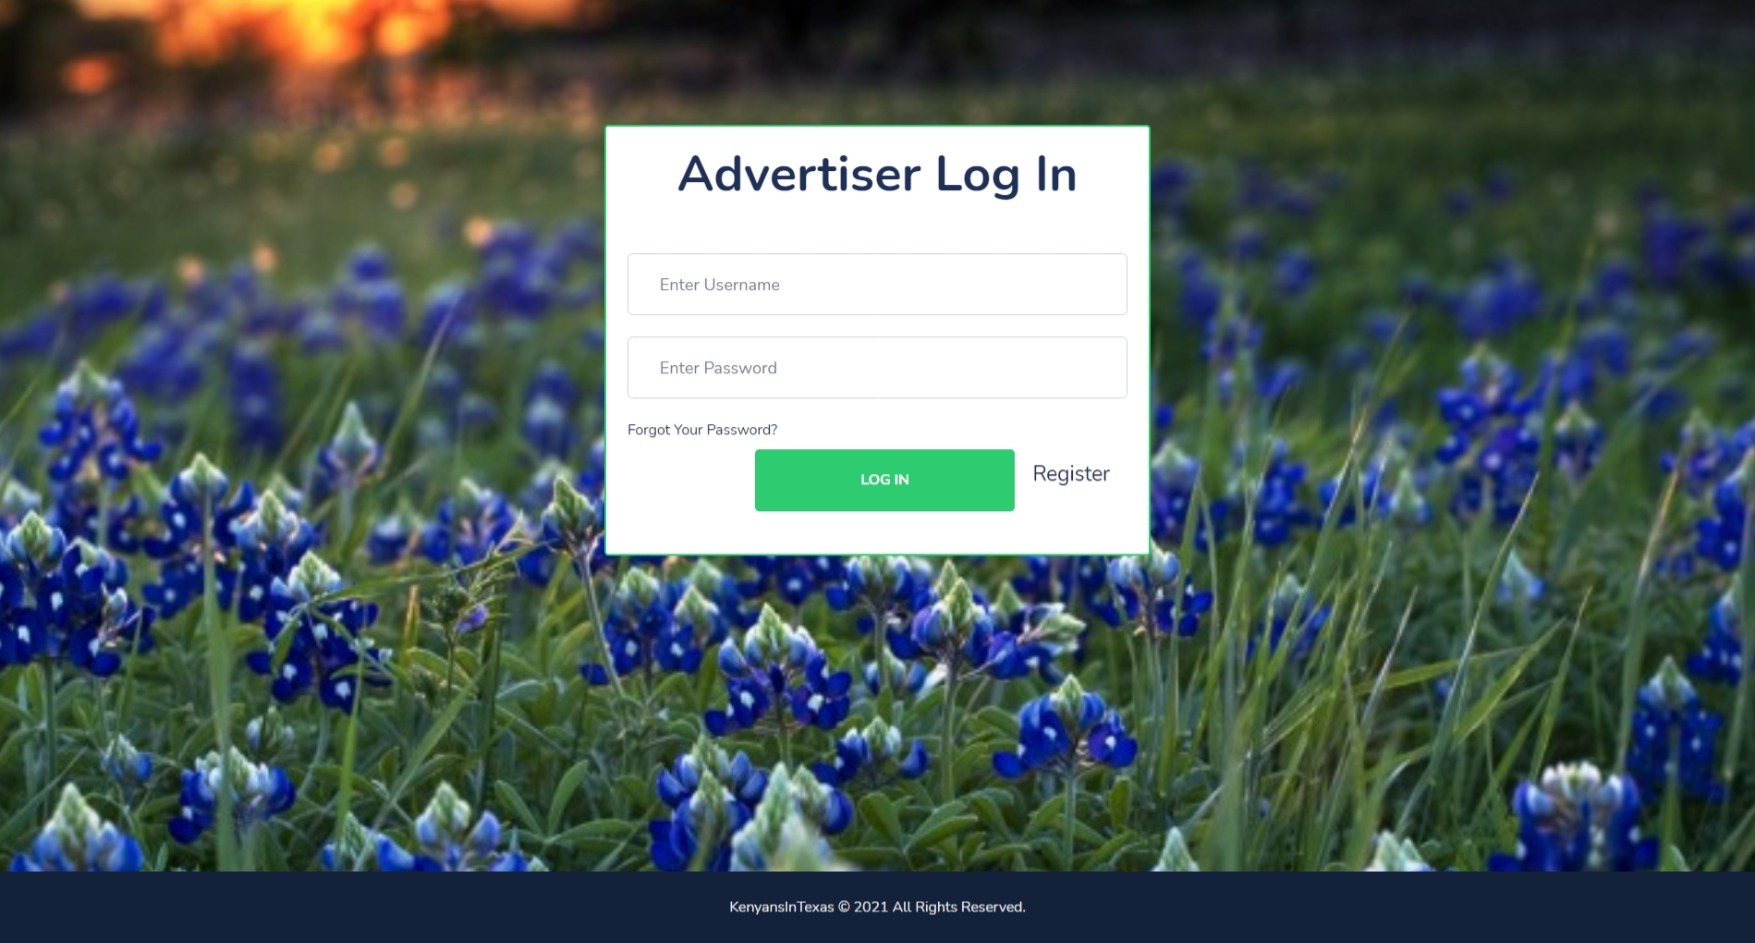 Advertiser Log In
Enter Username
Enter Password
Forgot Your Password?
LOG IN
Register
KenyansInTexas © 2021 All Rights Reserved.